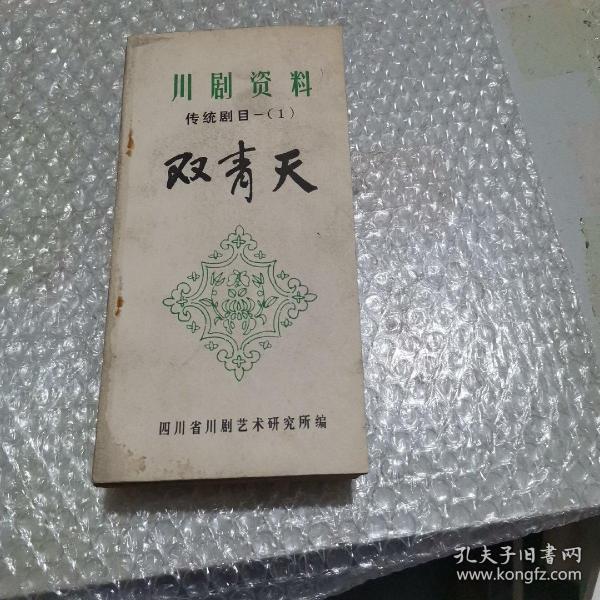 川剧资料
传统剧目一(1)
双青天
四川省川剧艺术研究所编
孔夫子旧书网
www.kongfz.com